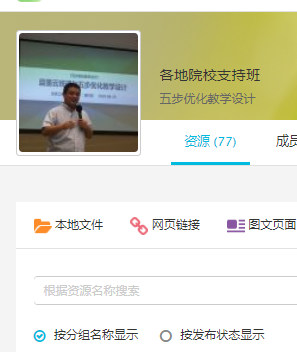 各地院校支持班
五步优化教学设计
资源 (77)
成员
本地文件
网页链接
图文页面
根据资源名称搜索
按分组名称显示
按发布状态显示